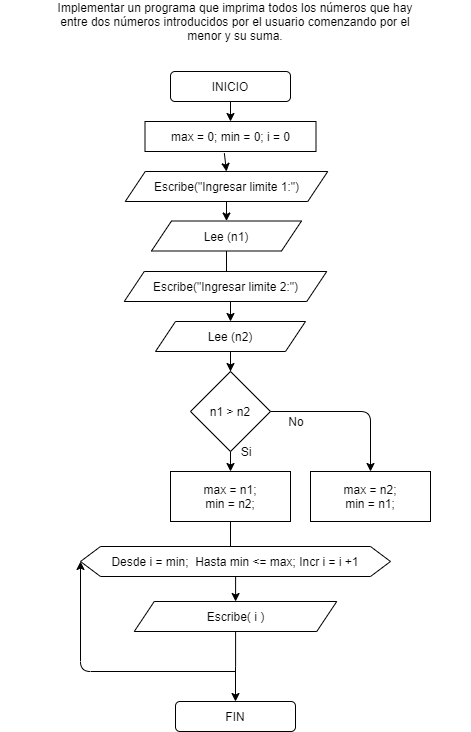 Implementar un programa que imprima todos los números que hay
entre dos números introducidos por el usuario comenzando por el
menor y su suma.
INICIO
max = 0; min = 0; i = 0
Escribe("Ingresar limite 1:")
Lee (n1)
Escribe("Ingresar limite 2:")
Lee (n2)
n1 > n2
No
Si
max = n1;
min = n2;
max = n2;
min = n1;
Desde i = min;  Hasta min <= max; Incr i = i +1
Escribe( i )
FIN